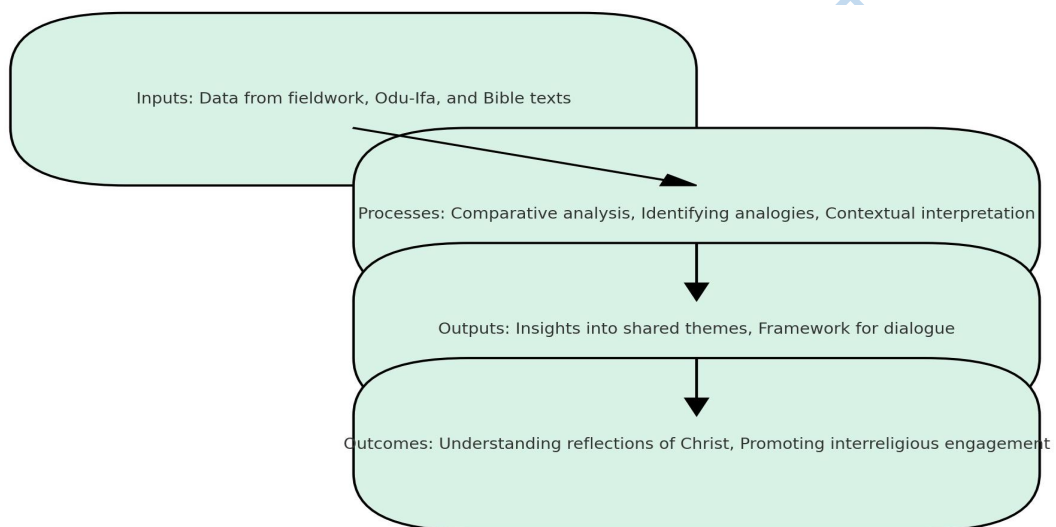 Inputs: Data from fieldwork, Odu-Ifa, and Bible texts
Processes: Comparative analysis, Identifying analogies, Contextual interpretation
Outputs: Insights into shared themes, Framework for dialogue
Outcomes: Understanding reflections of Christ, Promoting interreligious engagement